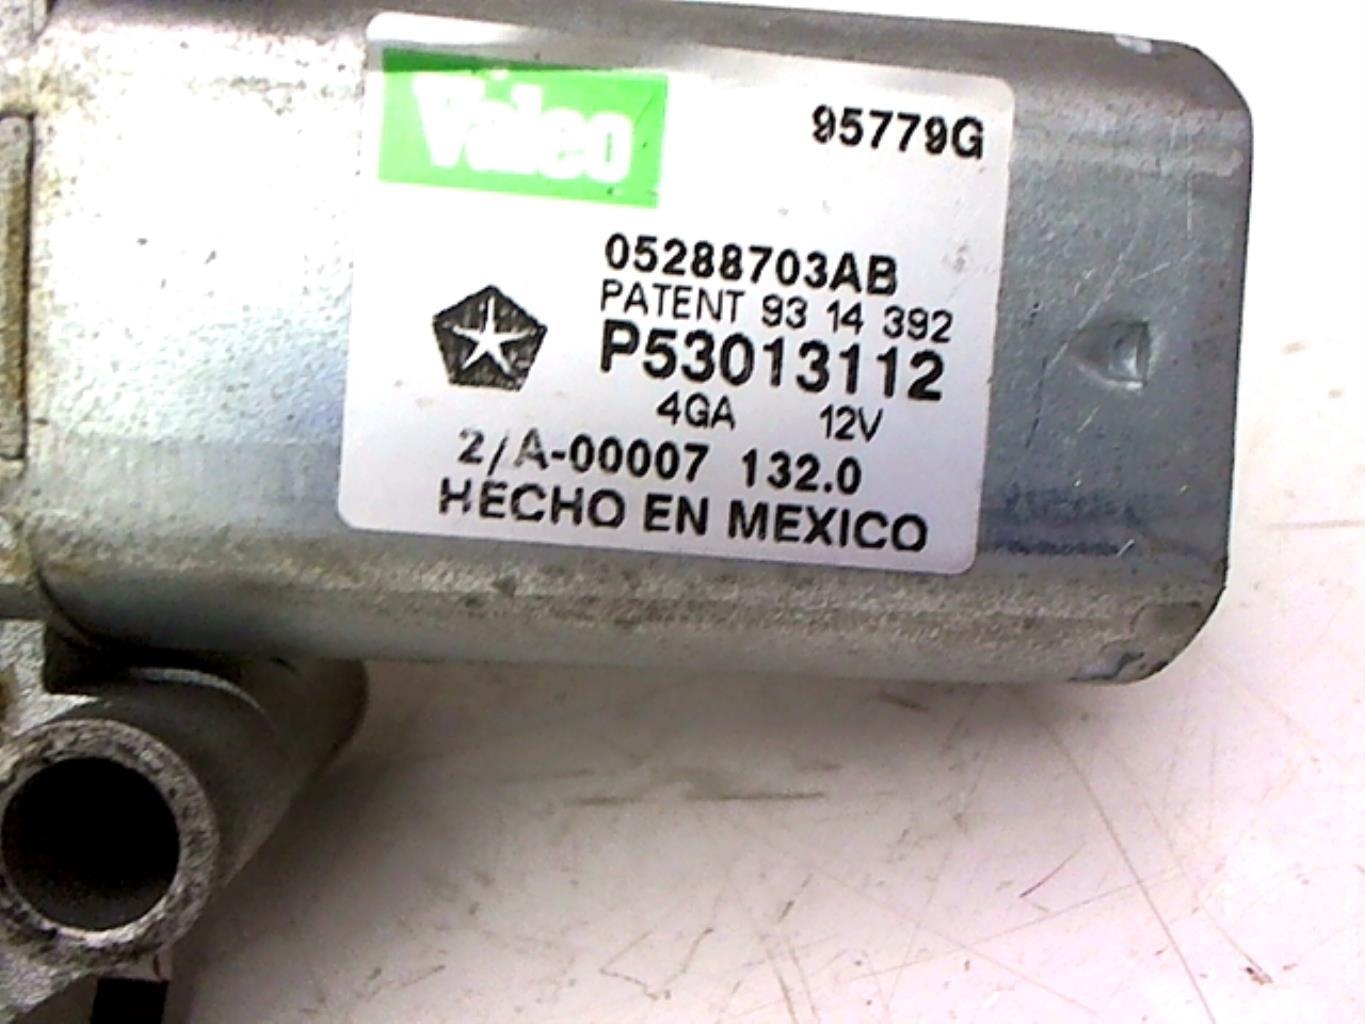 Valeo
95779G
05288703AB
PATENT 93 14 392
P53013112
4GA 12V
2/A-00007 132.0
HECHO EN MEXICO